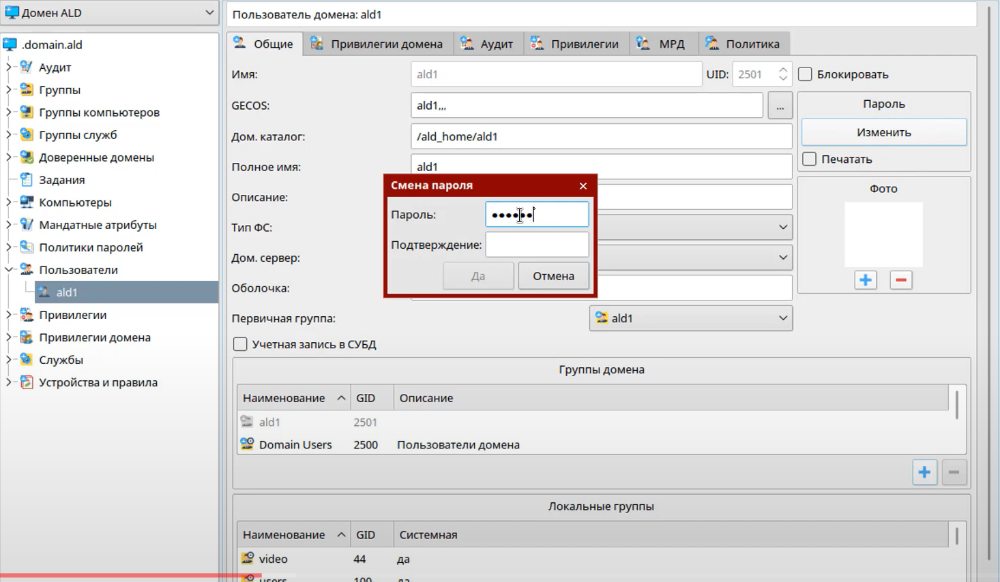 Домен ALD
.domain.ald
Аудит
Группы
Группы компьютеров
Группы служб
Доверенные домены
Задания
Компьютеры
Мандатные атрибуты
Политики паролей
Пользователи
ald1
Привилегии
Привилегии домена
Службы
Устройства и правила
Пользователь домена: ald1
Общие Привилегии домена Аудит Привилегии МРД Политика
Имя: ald1 UID: 2501 Блокировать
GECOS: ald1,,, ...
Дом. каталог: /ald_home/ald1
Полное имя: ald1
Описание:
Тип ФС:
Дом. сервер:
Оболочка:
Первичная группа: ald1
Учетная запись в СУБД
Пароль
Изменить
Печатать
Фото
Смена пароля
Пароль: ••••••
Подтверждение:
Да Отмена
Группы домена
Наименование GID Описание
ald1 2501
Domain Users 2500 Пользователи домена
Локальные группы
Наименование GID Системная
video 44 да
users 100 да